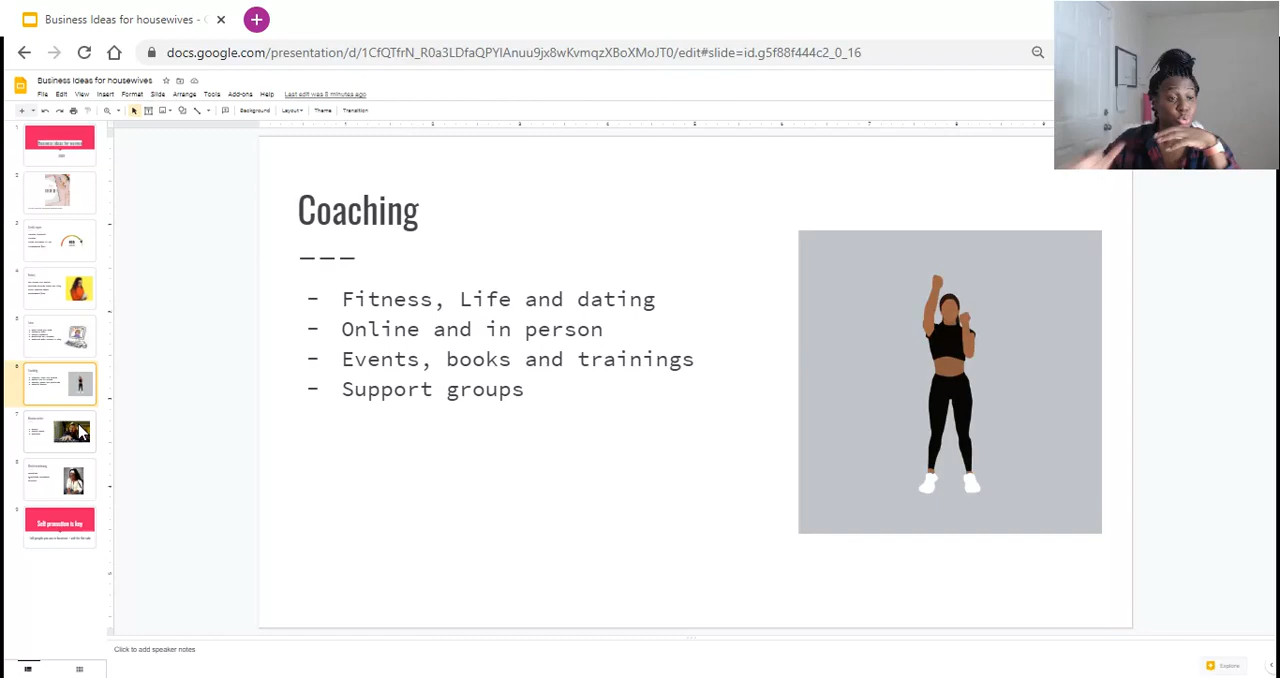 Business Ideas for housewives -
docs.google.com/presentation/d/1CfQTfrN_R0a3LDfaQPYIAnuu9jx8wKvmqzXBoXMoJT0/edit#slide=id.g5f88f444c2_0_16
Business Ideas for housewives
File Edit View Insert Format Slide Arrange Tools Add-ons Help Last edit was 8 minutes ago
Background Layout Theme Transition
Coaching
---
- Fitness, Life and dating
- Online and in person
- Events, books and trainings
- Support groups
Self promotion is key
Click to add speaker notes
Explore